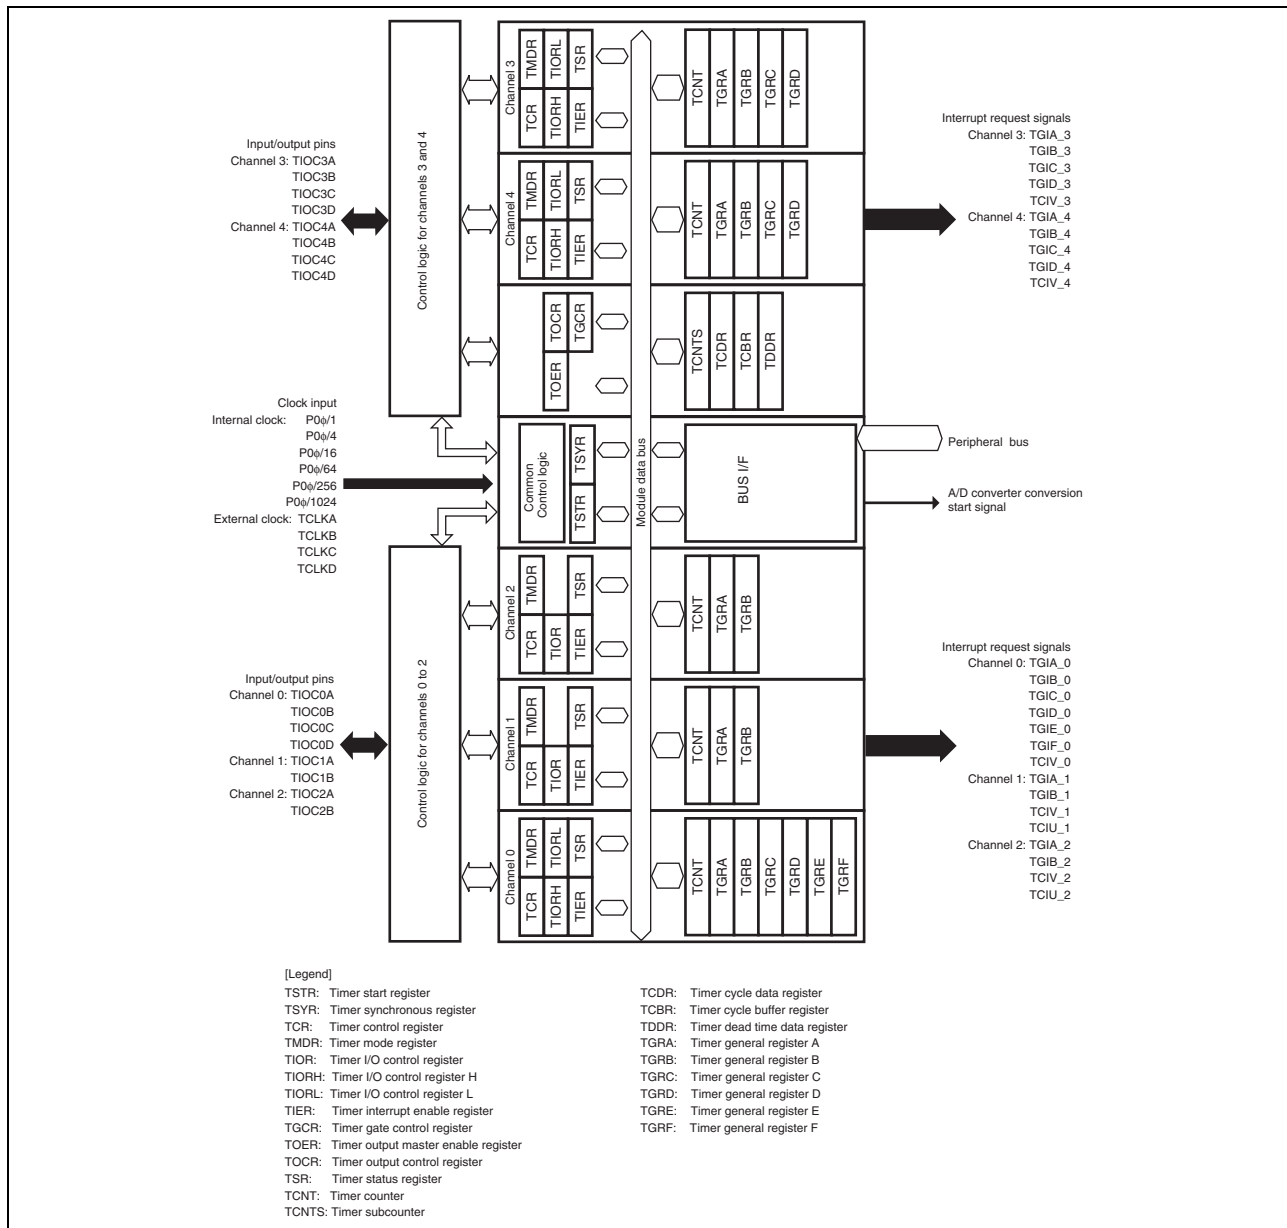 Input/output pins
Channel 3: TIOC3A
TIOC3B
TIOC3C
TIOC3D
Channel 4: TIOC4A
TIOC4B
TIOC4C
TIOC4D
Clock input
Internal clock: P0ϕ/1
P0ϕ/4
P0ϕ/16
P0ϕ/64
P0ϕ/256
P0ϕ/1024
External clock: TCLKA
TCLKB
TCLKC
TCLKD
Input/output pins
Channel 0: TIOC0A
TIOC0B
TIOC0C
TIOC0D
Channel 1: TIOC1A
TIOC1B
Channel 2: TIOC2A
TIOC2B
Control logic for channels 3 and 4
Control logic for channels 0 to 2
Channel 3
TMDR
TIORL
TSR
TCR
TIORH
TIER
TCNT
TGRA
TGRB
TGRC
TGRD
Channel 4
TMDR
TIORL
TSR
TCR
TIORH
TIER
TCNT
TGRA
TGRB
TGRC
TGRD
TOCR
TGCR
TOER
TCNTS
TCDR
TCBR
TDDR
Common
Control logic
TSYR
TSTR
Module data bus
BUS I/F
Channel 2
TMDR
TSR
TCR
TIOR
TIER
TCNT
TGRA
TGRB
Channel 1
TMDR
TSR
TCR
TIOR
TIER
TCNT
TGRA
TGRB
Channel 0
TMDR
TIORL
TSR
TCR
TIORH
TIER
TCNT
TGRA
TGRB
TGRC
TGRD
TGRE
TGRF
Interrupt request signals
Channel 3: TGIA_3
TGIB_3
TGIC_3
TGID_3
TCIV_3
Channel 4: TGIA_4
TGIB_4
TGIC_4
TGID_4
TCIV_4
Peripheral bus
A/D converter conversion
start signal
Interrupt request signals
Channel 0: TGIA_0
TGIB_0
TGIC_0
TGID_0
TGIE_0
TGIF_0
TCIV_0
Channel 1: TGIA_1
TGIB_1
TCIV_1
TCIU_1
Channel 2: TGIA_2
TGIB_2
TCIV_2
TCIU_2
[Legend]
TSTR: Timer start register
TSYR: Timer synchronous register
TCR: Timer control register
TMDR: Timer mode register
TIOR: Timer I/O control register
TIORH: Timer I/O control register H
TIORL: Timer I/O control register L
TIER: Timer interrupt enable register
TGCR: Timer gate control register
TOER: Timer output master enable register
TOCR: Timer output control register
TSR: Timer status register
TCNT: Timer counter
TCNTS: Timer subcounter
TCDR: Timer cycle data register
TCBR: Timer cycle buffer register
TDDR: Timer dead time data register
TGRA: Timer general register A
TGRB: Timer general register B
TGRC: Timer general register C
TGRD: Timer general register D
TGRE: Timer general register E
TGRF: Timer general register F